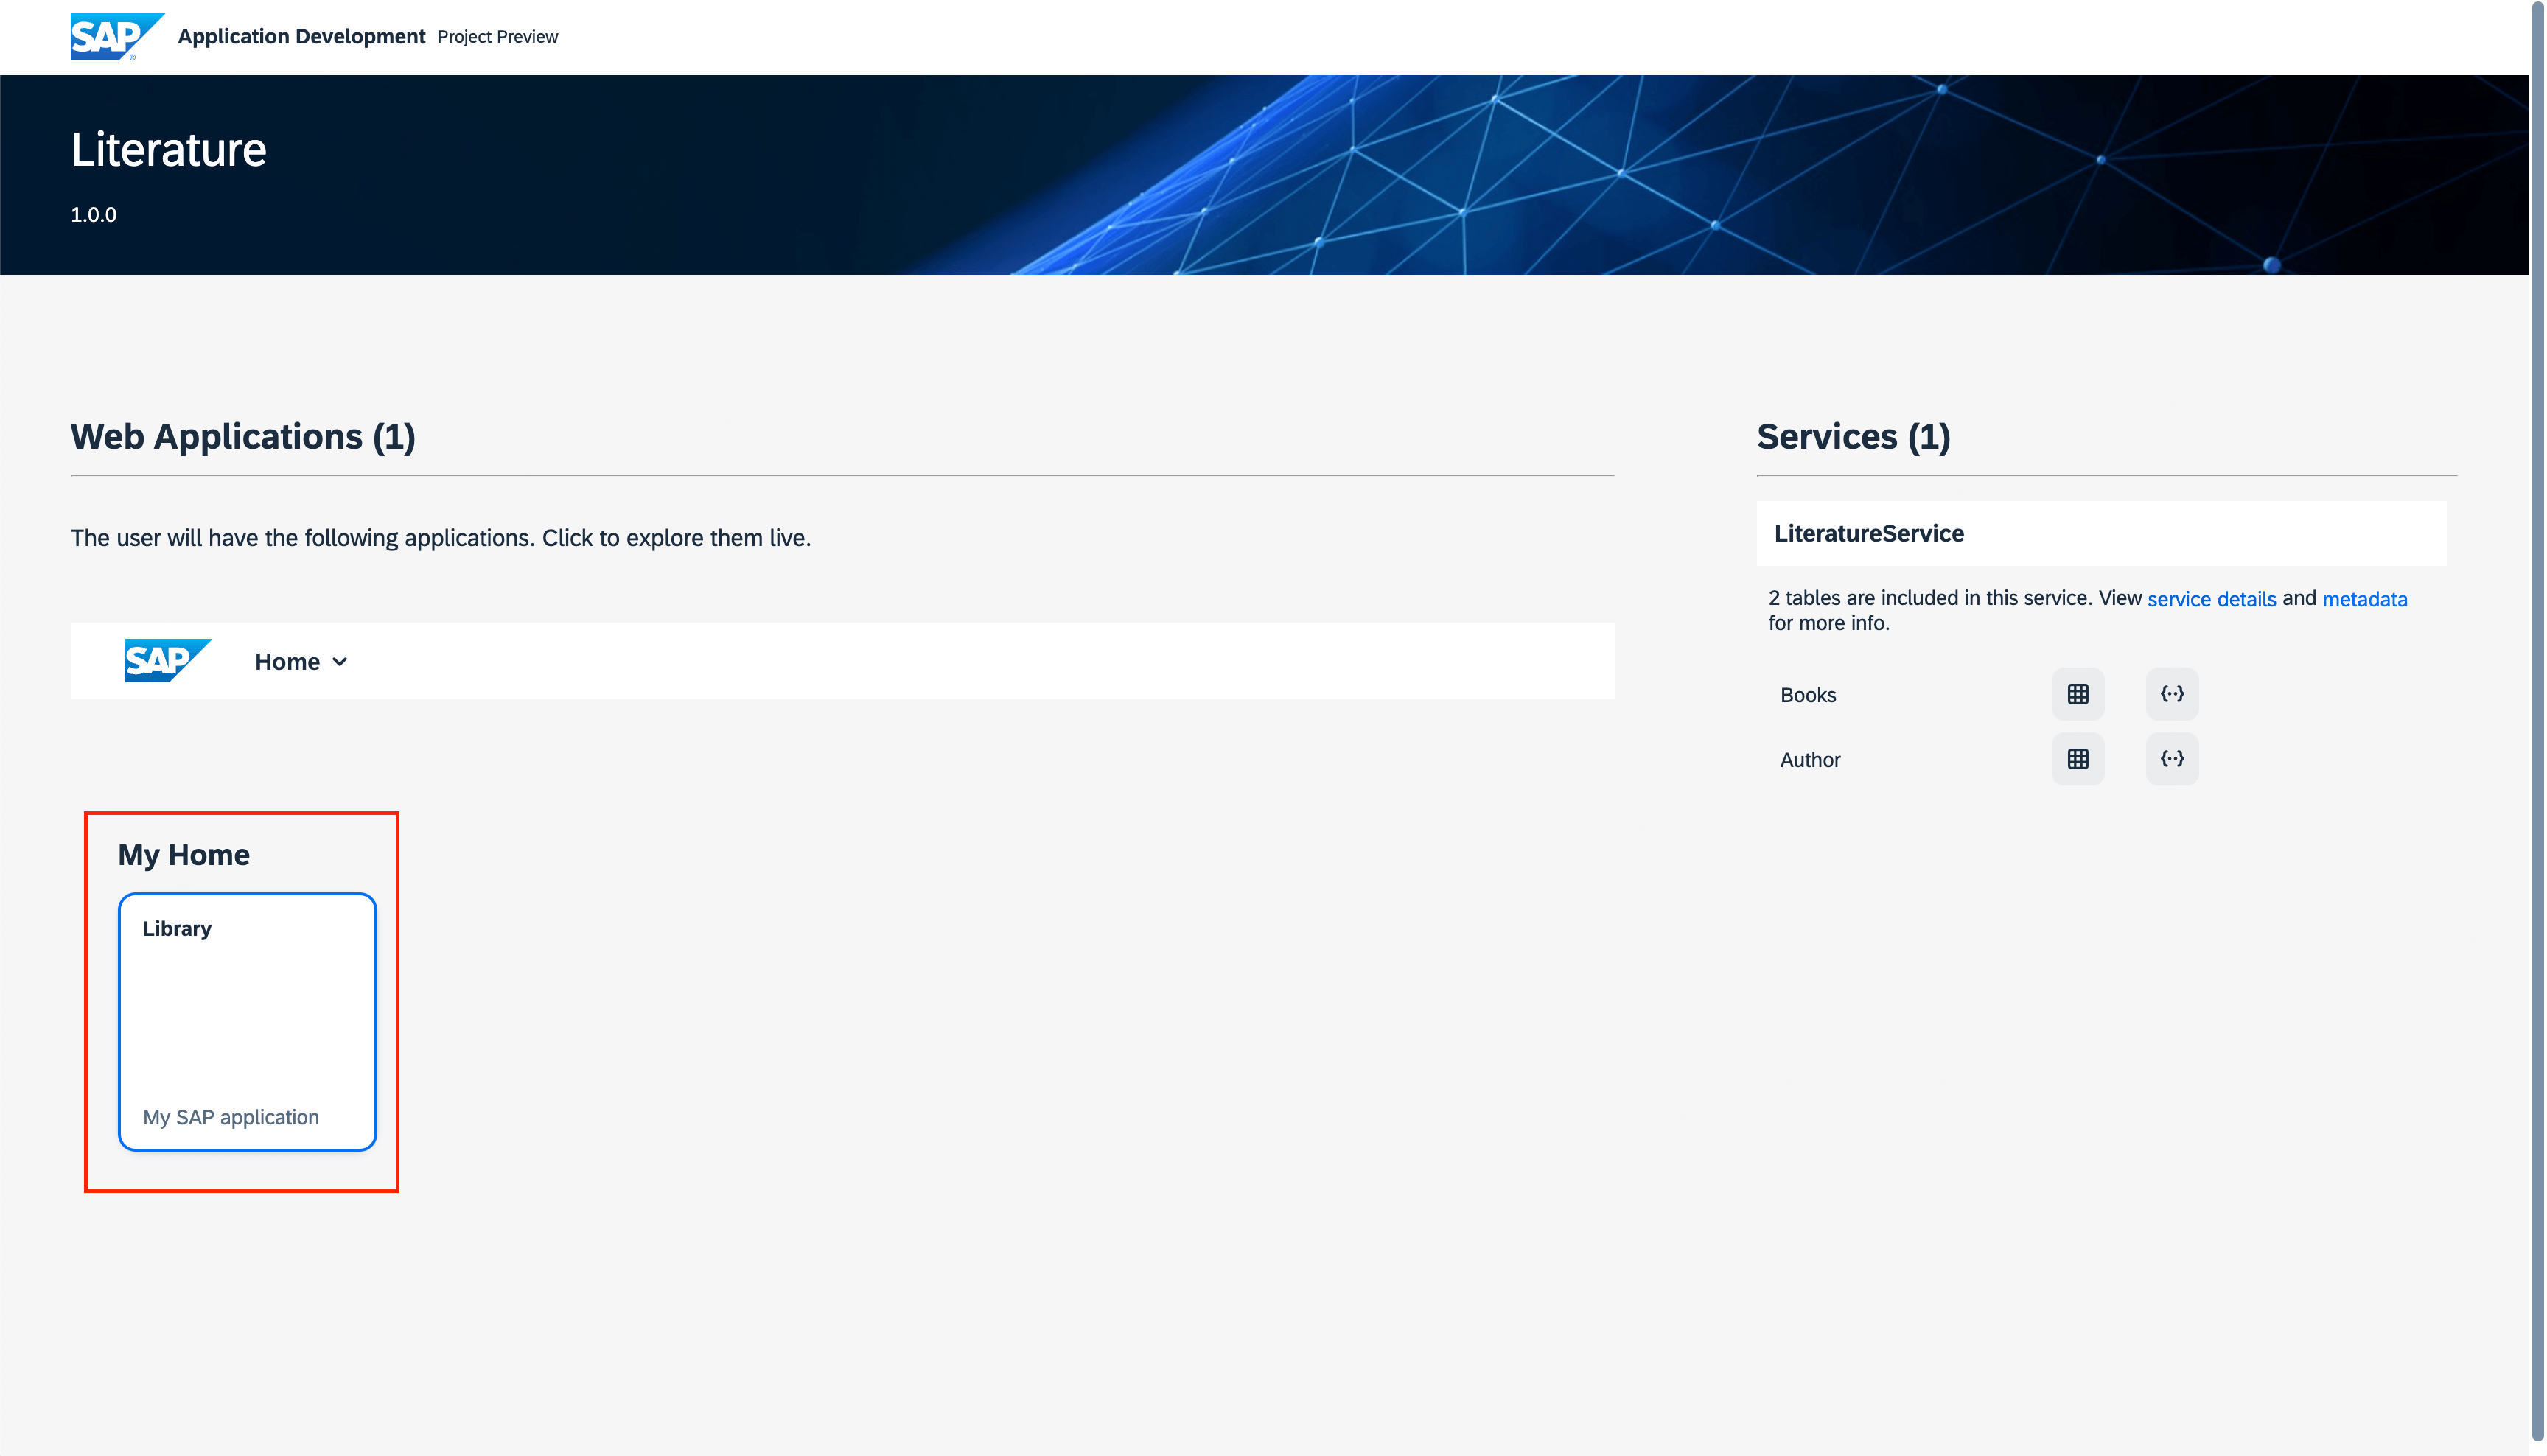 SAP Application Development Project Preview
Literature
1.0.0
Web Applications (1)
The user will have the following applications. Click to explore them live.
SAP Home
My Home
Library
My SAP application
Services (1)
LiteratureService
2 tables are included in this service. View service details and metadata
for more info.
Books
Author